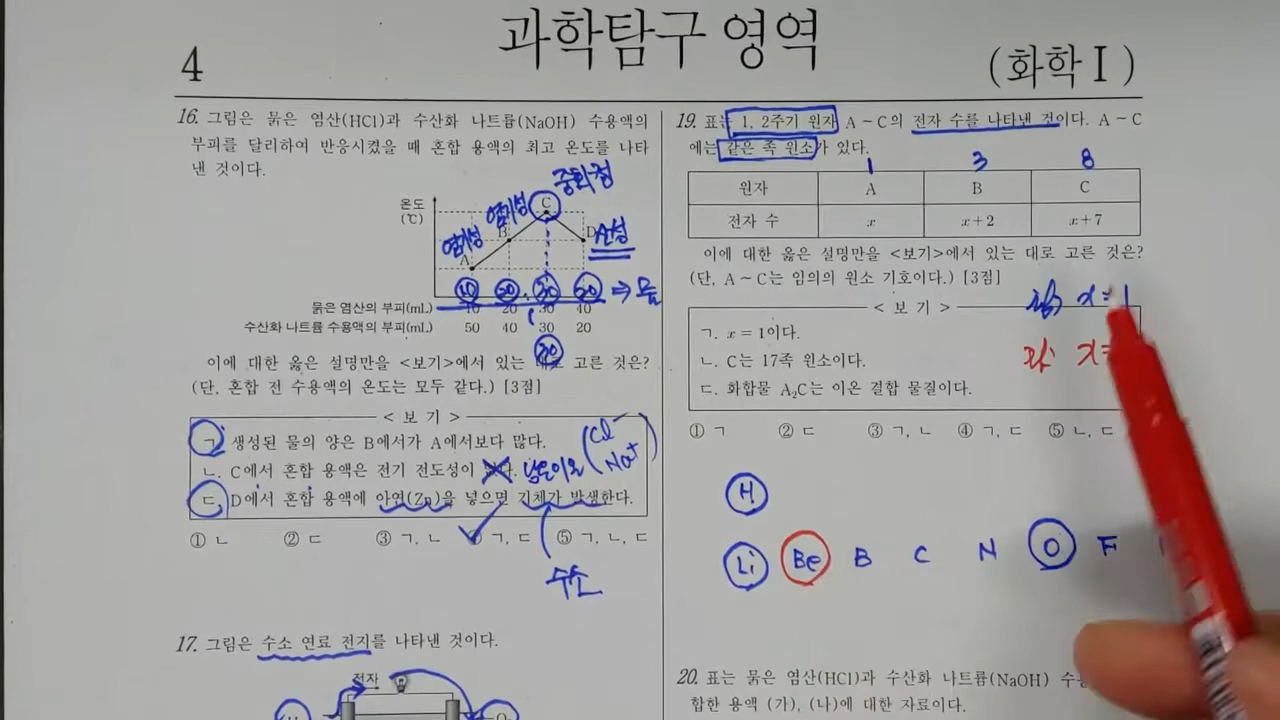 과학탐구 영역
4
(화학 I)
16. 그림은 묽은 염산(HCl)과 수산화 나트륨(NaOH) 수용액의
부피를 달리하여 반응시켰을 때 혼합 용액의 최고 온도를 나타
낸 것이다.
중화점
염기성
염기성
산성
온도
(℃)
A
B
C
D
10 20 30 40
묽은 염산의 부피(mL) 10 20 30 40
수산화 나트륨 수용액의 부피(mL) 50 40 30 20
30
이에 대한 옳은 설명만을 <보기>에서 있는 대로 고른 것은?
(단, 혼합 전 수용액의 온도는 모두 같다.) [3점]
< 보 기 >
ㄱ. 생성된 물의 양은 B에서가 A에서보다 많다.
ㄴ. C에서 혼합 용액은 전기 전도성이 없다.
Cl⁻
Na⁺
ㄷ. D에서 혼합 용액에 아연(Zn)을 넣으면 기체가 발생한다.
① ㄴ ② ㄷ ③ ㄱ, ㄴ ④ ㄱ, ㄷ ⑤ ㄱ, ㄴ, ㄷ
수소
17. 그림은 수소 연료 전지를 나타낸 것이다.
전자
19. 표는 1, 2주기 원자 A ~ C의 전자 수를 나타낸 것이다. A ~ C
에는 같은 족 원소가 있다.
1 3 8
원자 A B C
전자 수 x x+2 x+7
이에 대한 옳은 설명만을 <보기>에서 있는 대로 고른 것은?
(단, A ~ C는 임의의 원소 기호이다.) [3점]
x = 1
x =
< 보 기 >
ㄱ. x = 1이다.
ㄴ. C는 17족 원소이다.
ㄷ. 화합물 A₂C는 이온 결합 물질이다.
① ㄱ ② ㄷ ③ ㄱ, ㄴ ④ ㄱ, ㄷ ⑤ ㄴ, ㄷ
H
Li Be B C N O F
20. 표는 묽은 염산(HCl)과 수산화 나트륨(NaOH) 수용
합한 용액 (가), (나)에 대한 자료이다.